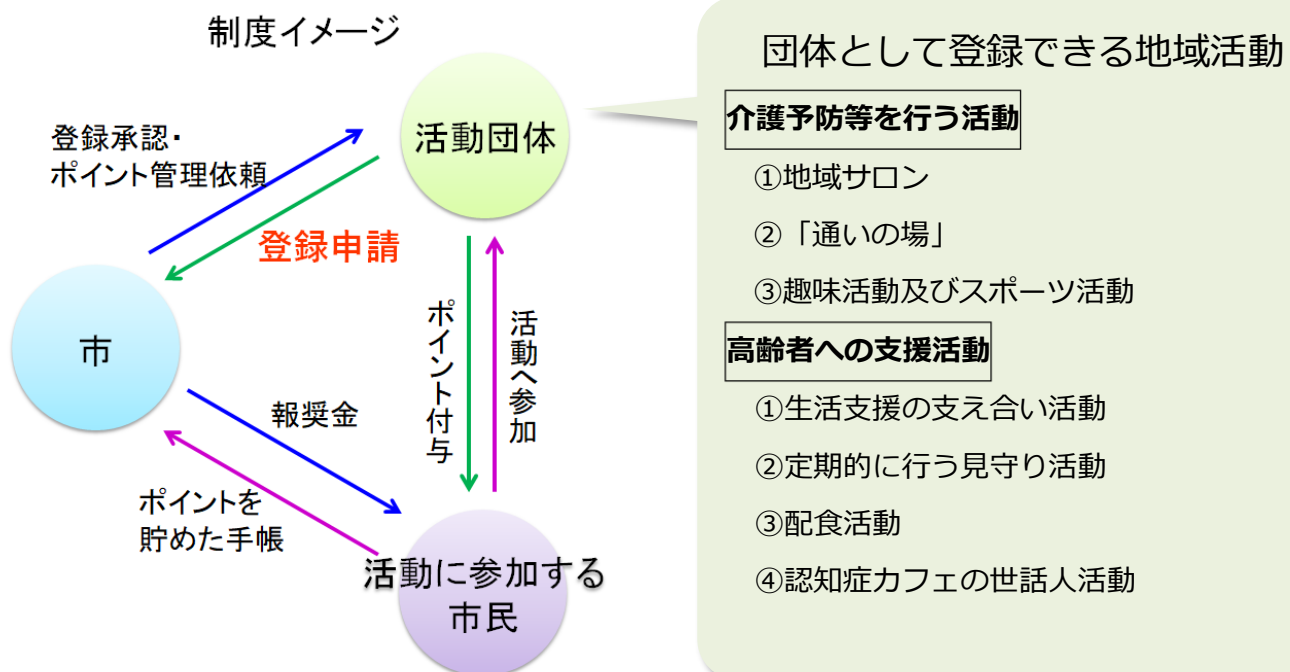 制度イメージ
活動団体
登録承認・
ポイント管理依頼
登録申請
市
ポイント付与
活動へ参加
報奨金
ポイントを
貯めた手帳
活動に参加する
市民
団体として登録できる地域活動
介護予防等を行う活動
①地域サロン
②「通いの場」
③趣味活動及びスポーツ活動
高齢者への支援活動
①生活支援の支え合い活動
②定期的に行う見守り活動
③配食活動
④認知症カフェの世話人活動